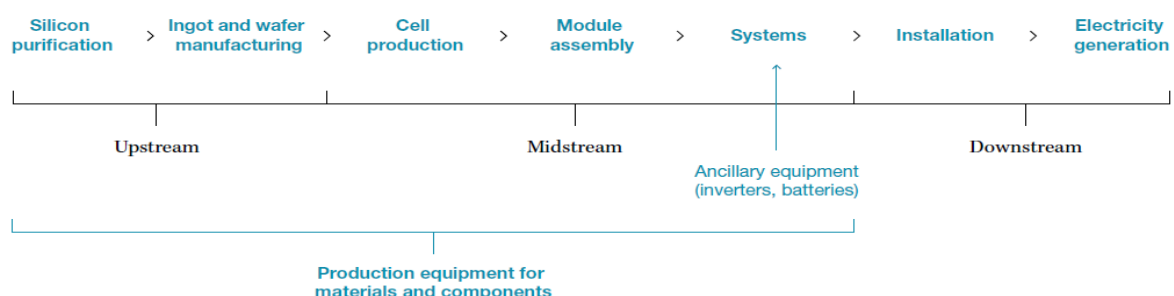 Silicon
purification
>
Ingot and wafer
manufacturing
>
Cell
production
>
Module
assembly
>
Systems
>
Installation
>
Electricity
generation
Upstream
Midstream
Downstream
Ancillary equipment
(inverters, batteries)
Production equipment for
materials and components